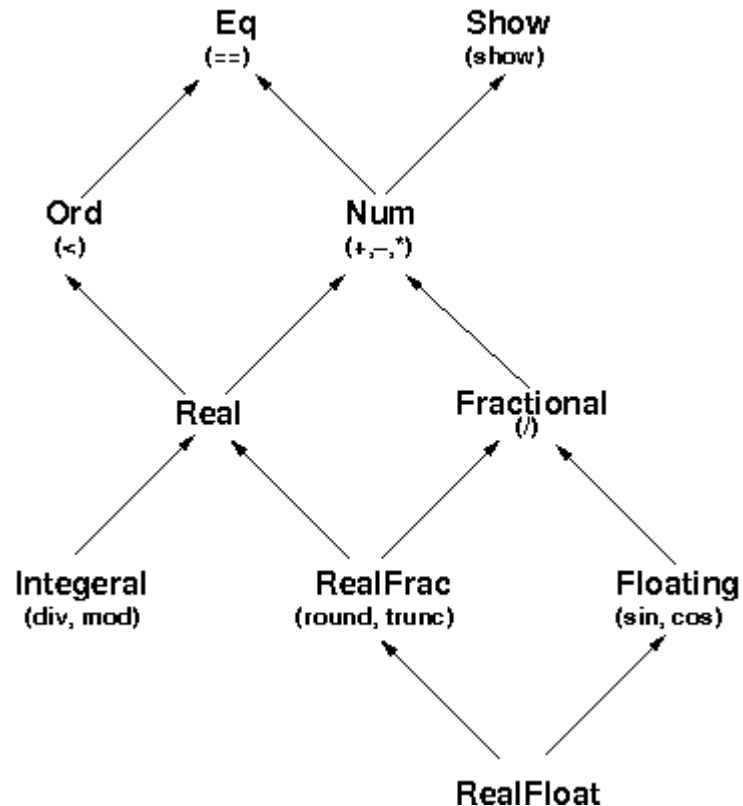 Eq
(==)
Show
(show)
Ord
(<)
Num
(+,–,*)
Real
Fractional
(/)
Integeral
(div, mod)
RealFrac
(round, trunc)
Floating
(sin, cos)
RealFloat